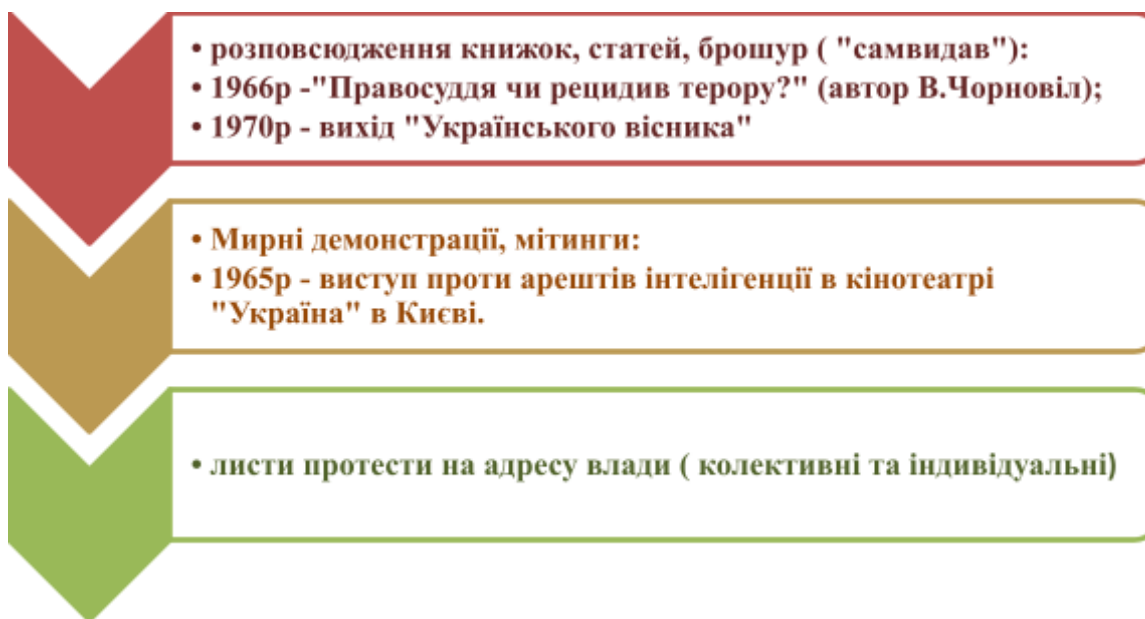 • розповсюдження книжок, статей, брошур ( "самвидав"):
• 1966р -"Правосуддя чи рецидив терору?" (автор В.Чорновіл);
• 1970р - вихід "Українського вісника"
• Мирні демонстрації, мітинги:
• 1965р - виступ проти арештів інтелігенції в кінотеатрі
"Україна" в Києві.
• листи протести на адресу влади ( колективні та індивідуальні)